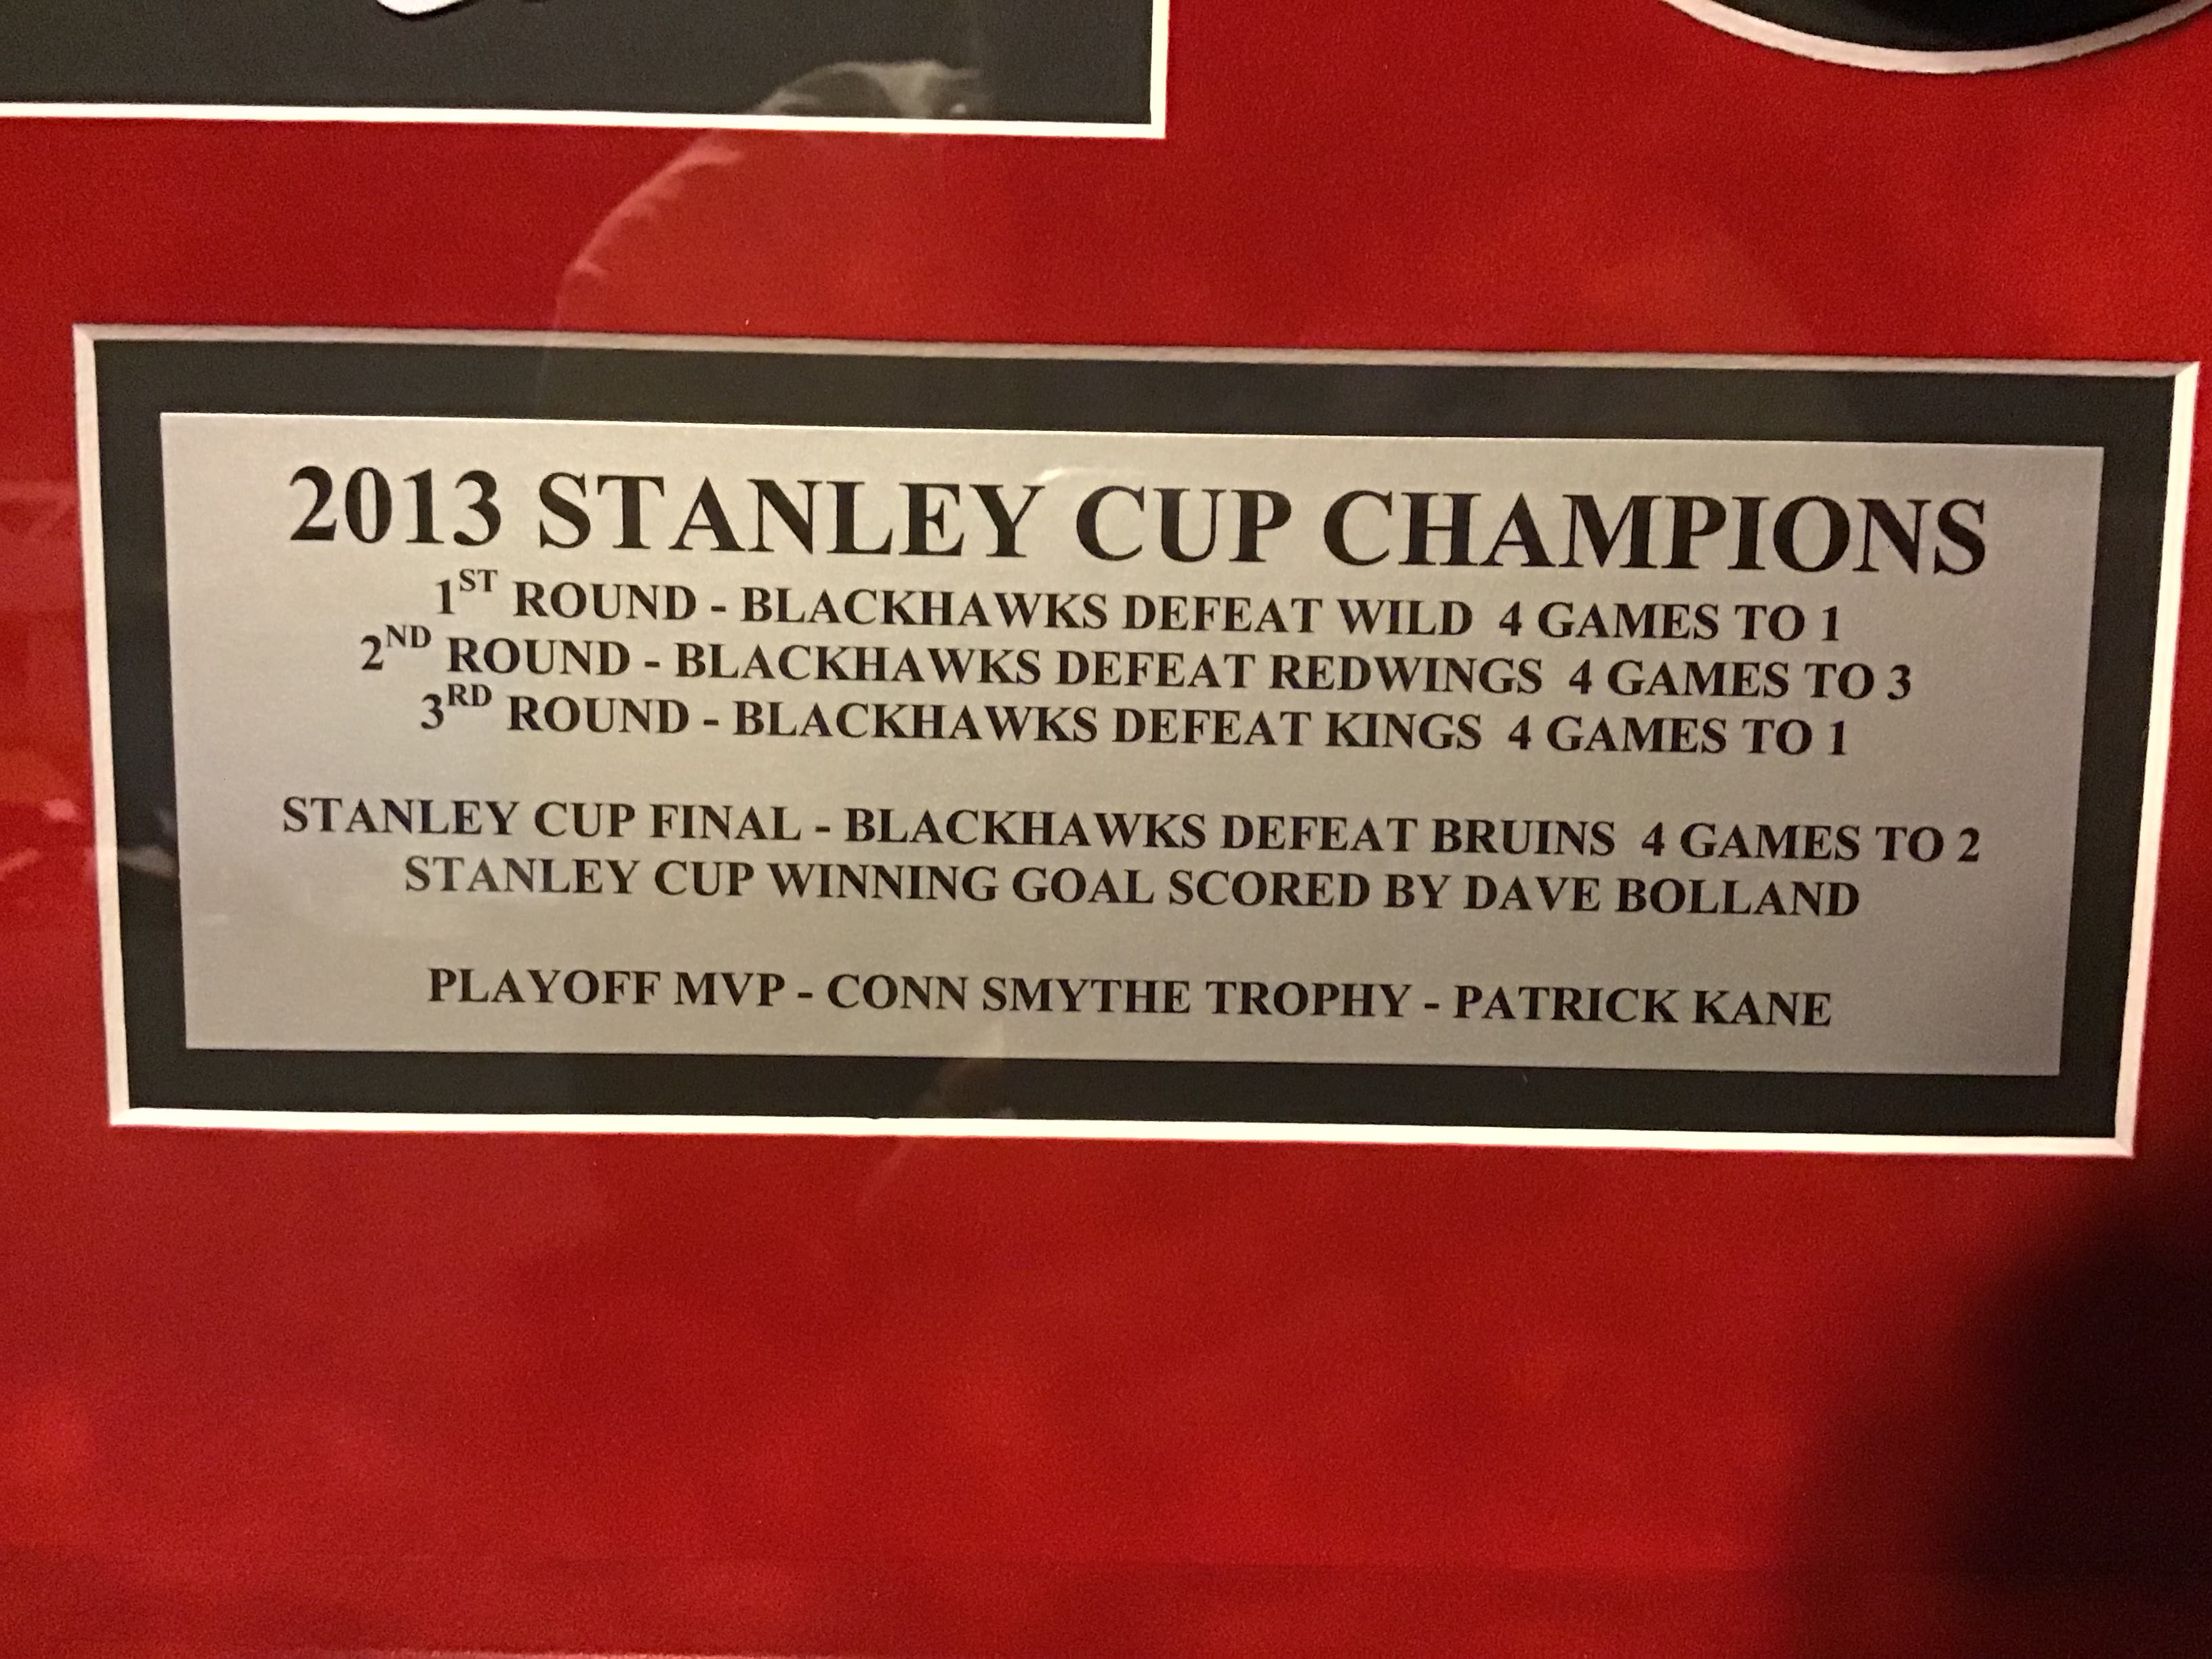 2013 STANLEY CUP CHAMPIONS
1ST ROUND - BLACKHAWKS DEFEAT WILD 4 GAMES TO 1
2ND ROUND - BLACKHAWKS DEFEAT REDWINGS 4 GAMES TO 3
3RD ROUND - BLACKHAWKS DEFEAT KINGS 4 GAMES TO 1
STANLEY CUP FINAL - BLACKHAWKS DEFEAT BRUINS 4 GAMES TO 2
STANLEY CUP WINNING GOAL SCORED BY DAVE BOLLAND
PLAYOFF MVP - CONN SMYTHE TROPHY - PATRICK KANE